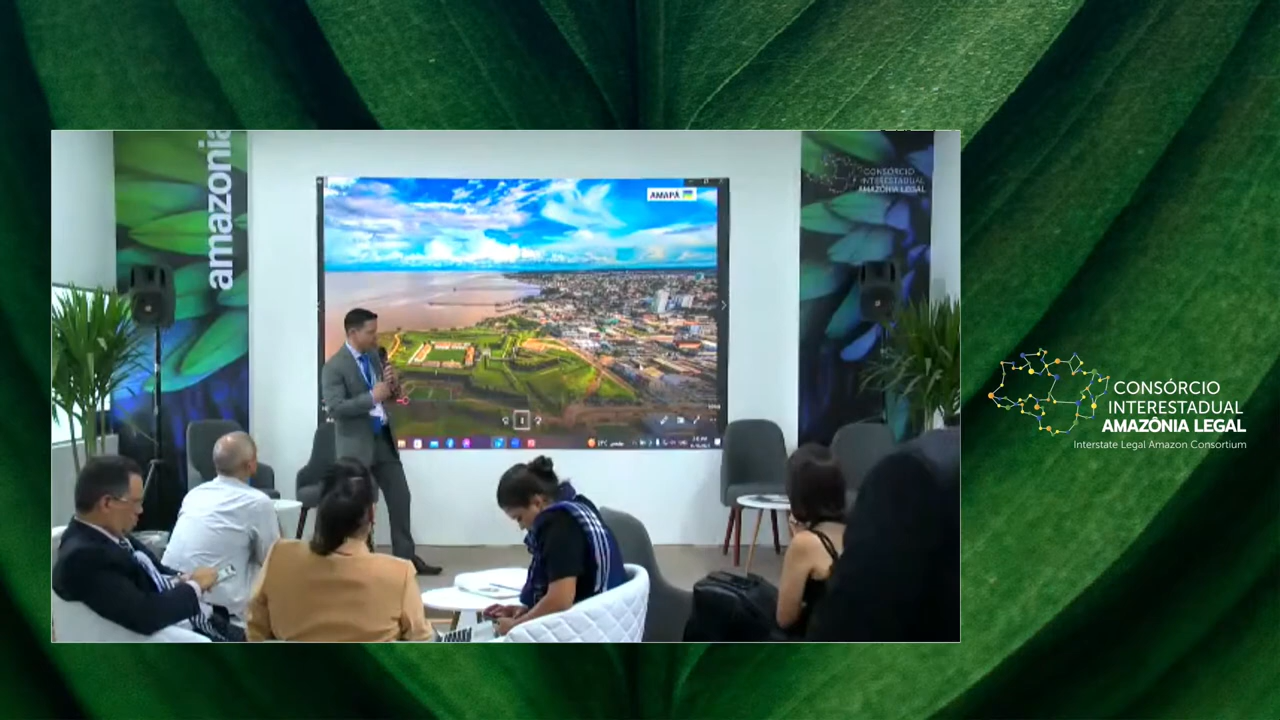 amazonia
CONSÓRCIO
INTERESTADUAL
AMAZÔNIA LEGAL
AMAPÁ
CONSÓRCIO
INTERESTADUAL
AMAZÔNIA LEGAL
Interstate Legal Amazon Consortium